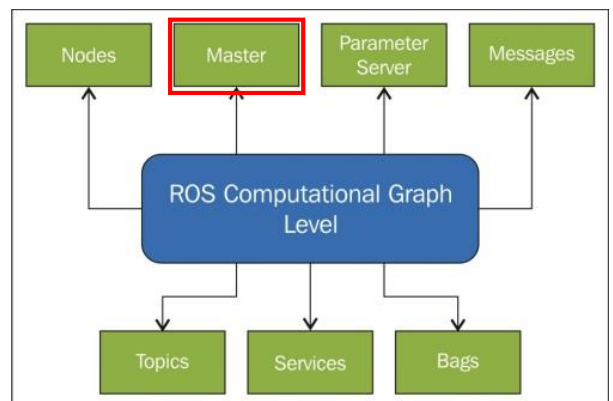 Nodes
Master
Parameter
Server
Messages
ROS Computational Graph
Level
Topics
Services
Bags